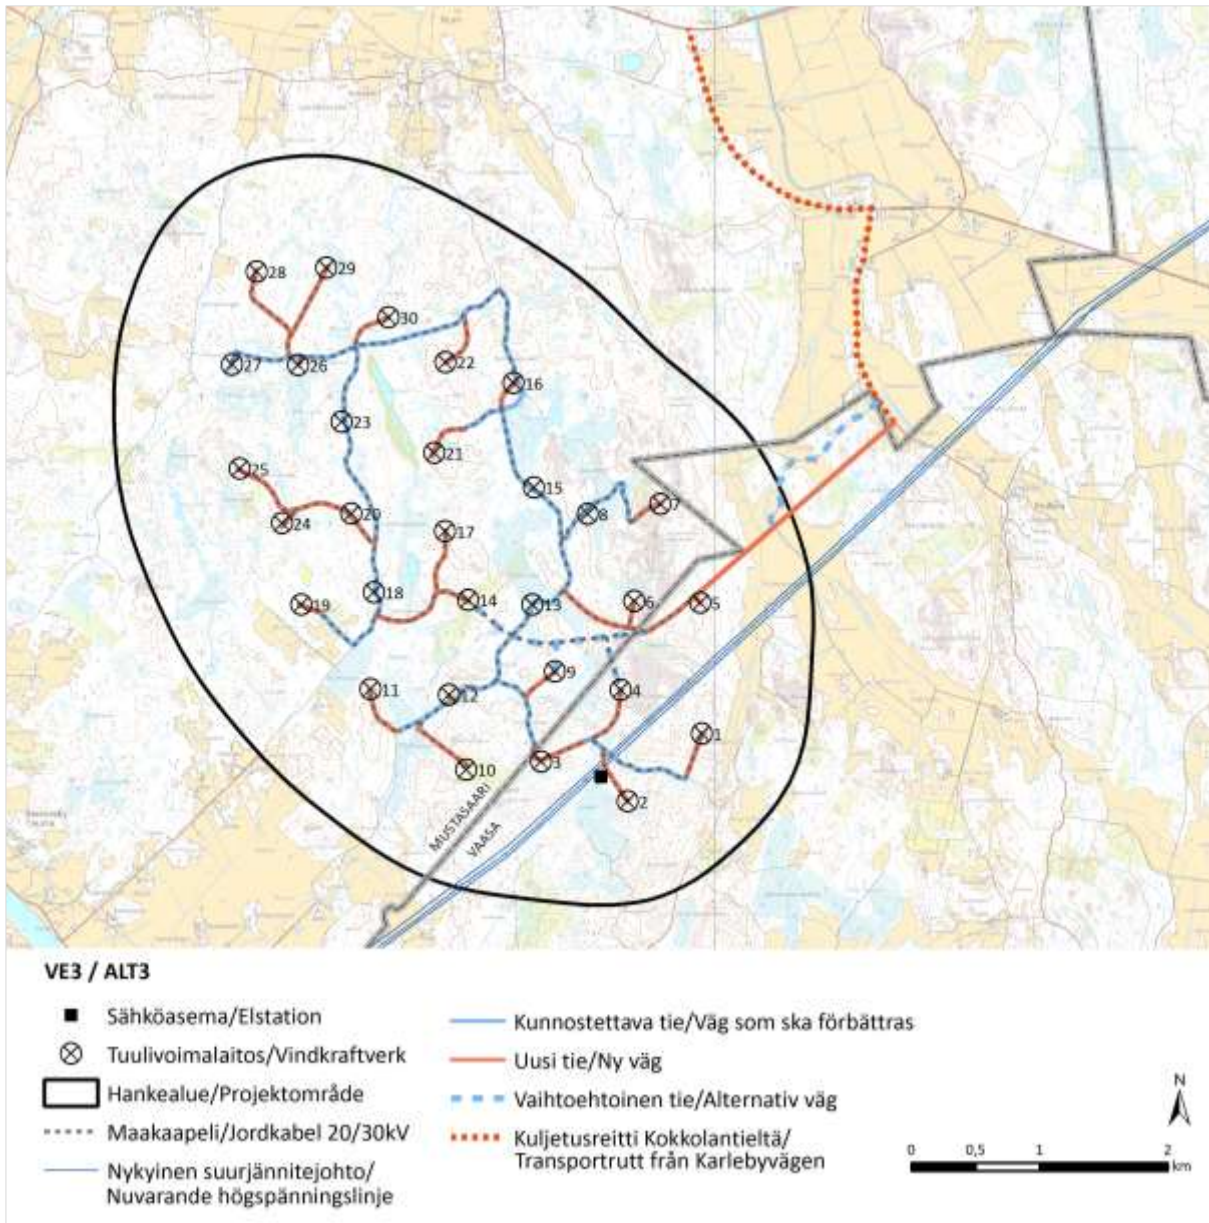 28
29
30
27
26
22
16
23
21
25
15
20
24
8
7
17
18
14
19
13
6
5
9
11
12
4
1
3
10
2
MUSTASAARI
VAASA
VE3 / ALT3
Sähköasema/Elstation
Tuulivoimalaitos/Vindkraftverk
Hankealue/Projektområde
Maakaapeli/Jordkabel 20/30kV
Nykyinen suurjännitejohto/
Nuvarande högspänningslinje
Kunnostettava tie/Väg som ska förbättras
Uusi tie/Ny väg
Vaihtoehtoinen tie/Alternativ väg
Kuljetusreitti Kokkolantieltä/
Transportrutt från Karlebyvägen
N
0 0,5 1 2
km